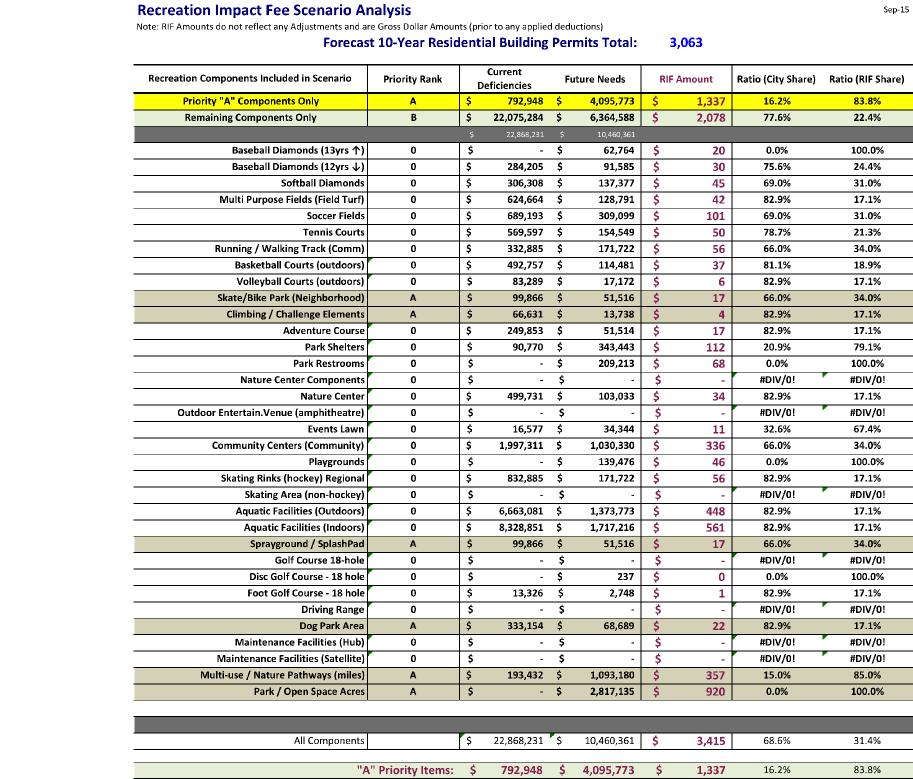 Recreation Impact Fee Scenario Analysis Sep-15
Note: RIF Amounts do not reflect any Adjustments and are Gross Dollar Amounts (prior to any applied deductions)
Forecast 10-Year Residential Building Permits Total: 3,063
Recreation Components Included in Scenario Priority Rank Current Deficiencies Future Needs RIF Amount Ratio (City Share) Ratio (RIF Share)
Priority "A" Components Only A $ 792,948 $ 4,095,773 $ 1,337 16.2% 83.8%
Remaining Components Only B $ 22,075,284 $ 6,364,588 $ 2,078 77.6% 22.4%
$ 22,868,231 $ 10,460,361
Baseball Diamonds (13yrs ↑) 0 $ - $ 62,764 $ 20 0.0% 100.0%
Baseball Diamonds (12yrs ↓) 0 $ 284,205 $ 91,585 $ 30 75.6% 24.4%
Softball Diamonds 0 $ 306,308 $ 137,377 $ 45 69.0% 31.0%
Multi Purpose Fields (Field Turf) 0 $ 624,664 $ 128,791 $ 42 82.9% 17.1%
Soccer Fields 0 $ 689,193 $ 309,099 $ 101 69.0% 31.0%
Tennis Courts 0 $ 569,597 $ 154,549 $ 50 78.7% 21.3%
Running / Walking Track (Comm) 0 $ 332,885 $ 171,722 $ 56 66.0% 34.0%
Basketball Courts (outdoors) 0 $ 492,757 $ 114,481 $ 37 81.1% 18.9%
Volleyball Courts (outdoors) 0 $ 83,289 $ 17,172 $ 6 82.9% 17.1%
Skate/Bike Park (Neighborhood) A $ 99,866 $ 51,516 $ 17 66.0% 34.0%
Climbing / Challenge Elements A $ 66,631 $ 13,738 $ 4 82.9% 17.1%
Adventure Course 0 $ 249,853 $ 51,514 $ 17 82.9% 17.1%
Park Shelters 0 $ 90,770 $ 343,443 $ 112 20.9% 79.1%
Park Restrooms 0 $ - $ 209,213 $ 68 0.0% 100.0%
Nature Center Components 0 $ - $ - $ - #DIV/0! #DIV/0!
Nature Center 0 $ 499,731 $ 103,033 $ 34 82.9% 17.1%
Outdoor Entertain.Venue (amphitheatre) 0 $ - $ - $ - #DIV/0! #DIV/0!
Events Lawn 0 $ 16,577 $ 34,344 $ 11 32.6% 67.4%
Community Centers (Community) 0 $ 1,997,311 $ 1,030,330 $ 336 66.0% 34.0%
Playgrounds 0 $ - $ 139,476 $ 46 0.0% 100.0%
Skating Rinks (hockey) Regional 0 $ 832,885 $ 171,722 $ 56 82.9% 17.1%
Skating Area (non-hockey) 0 $ - $ - $ - #DIV/0! #DIV/0!
Aquatic Facilities (Outdoors) 0 $ 6,663,081 $ 1,373,773 $ 448 82.9% 17.1%
Aquatic Facilities (Indoors) 0 $ 8,328,851 $ 1,717,216 $ 561 82.9% 17.1%
Sprayground / SplashPad A $ 99,866 $ 51,516 $ 17 66.0% 34.0%
Golf Course 18-hole 0 $ - $ - $ - #DIV/0! #DIV/0!
Disc Golf Course - 18 hole 0 $ - $ 237 $ 0 0.0% 100.0%
Foot Golf Course - 18 hole 0 $ 13,326 $ 2,748 $ 1 82.9% 17.1%
Driving Range 0 $ - $ - $ - #DIV/0! #DIV/0!
Dog Park Area A $ 333,154 $ 68,689 $ 22 82.9% 17.1%
Maintenance Facilities (Hub) 0 $ - $ - $ - #DIV/0! #DIV/0!
Maintenance Facilities (Satellite) 0 $ - $ - $ - #DIV/0! #DIV/0!
Multi-use / Nature Pathways (miles) A $ 193,432 $ 1,093,180 $ 357 15.0% 85.0%
Park / Open Space Acres A $ - $ 2,817,135 $ 920 0.0% 100.0%
All Components $ 22,868,231 $ 10,460,361 $ 3,415 68.6% 31.4%
"A" Priority Items: $ 792,948 $ 4,095,773 $ 1,337 16.2% 83.8%